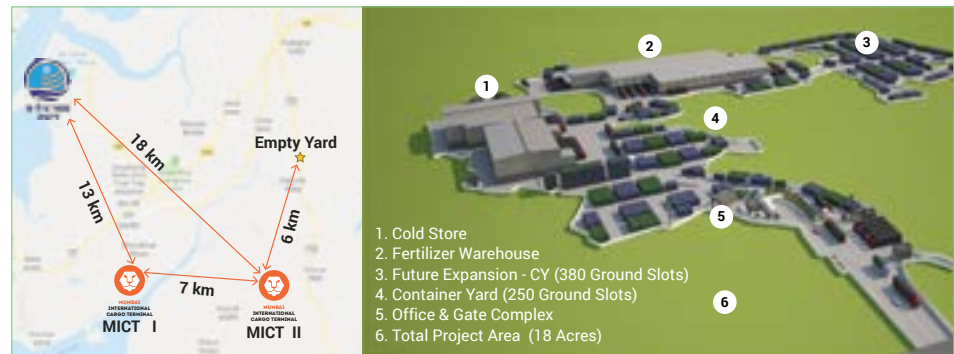 18 km
13 km
Empty Yard
6 km
7 km
MUMBAI
INTERNATIONAL
CARGO TERMINAL
MICT I
MUMBAI
INTERNATIONAL
CARGO TERMINAL
MICT II
1
2
3
4
5
6
1. Cold Store
2. Fertilizer Warehouse
3. Future Expansion - CY (380 Ground Slots)
4. Container Yard (250 Ground Slots)
5. Office & Gate Complex
6. Total Project Area (18 Acres)